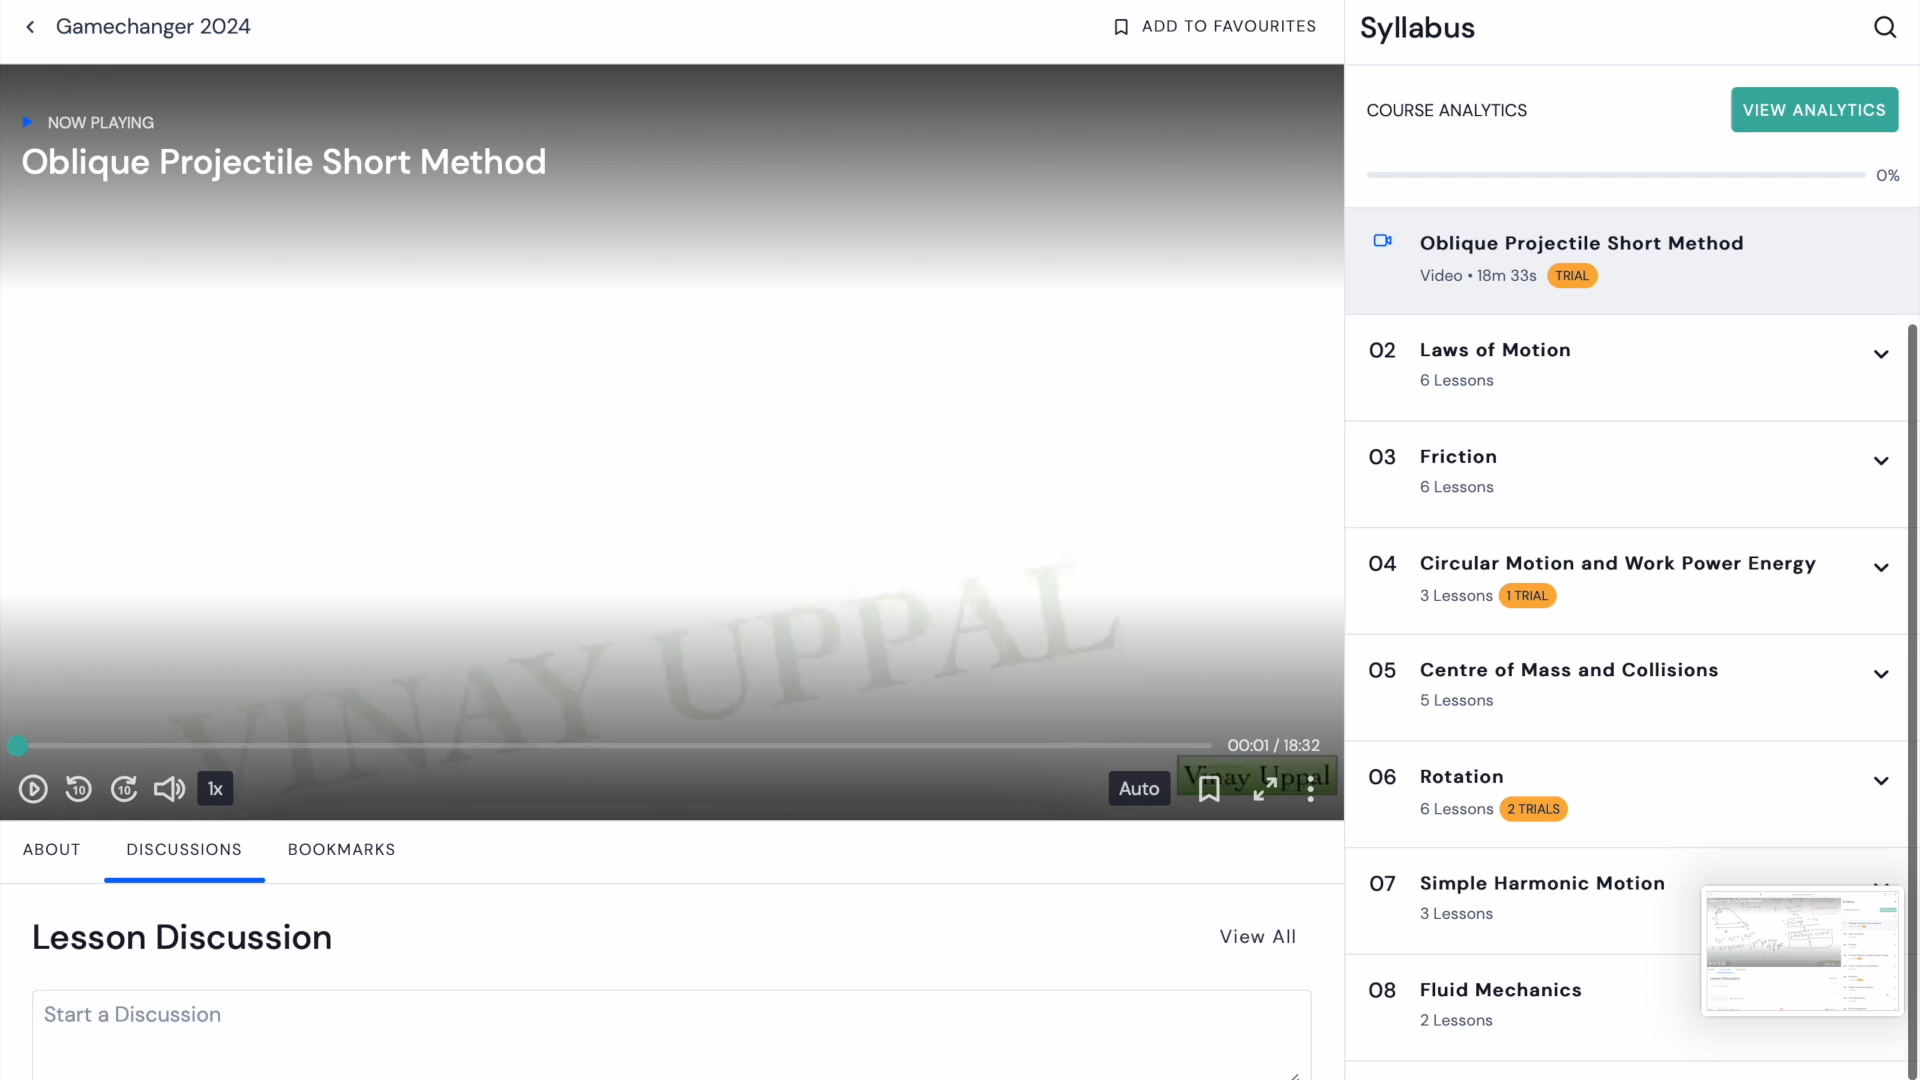 Gamechanger 2024
ADD TO FAVOURITES
NOW PLAYING
Oblique Projectile Short Method
VINAY UPPAL
00:01 / 18:32
10
10
1x
Auto
Vinay Uppal
ABOUT
DISCUSSIONS
BOOKMARKS
Lesson Discussion
View All
Start a Discussion
Syllabus
COURSE ANALYTICS
VIEW ANALYTICS
0%
Oblique Projectile Short Method
Video • 18m 33s TRIAL
02 Laws of Motion
6 Lessons
03 Friction
6 Lessons
04 Circular Motion and Work Power Energy
3 Lessons 1 TRIAL
05 Centre of Mass and Collisions
5 Lessons
06 Rotation
6 Lessons 2 TRIALS
07 Simple Harmonic Motion
3 Lessons
08 Fluid Mechanics
2 Lessons